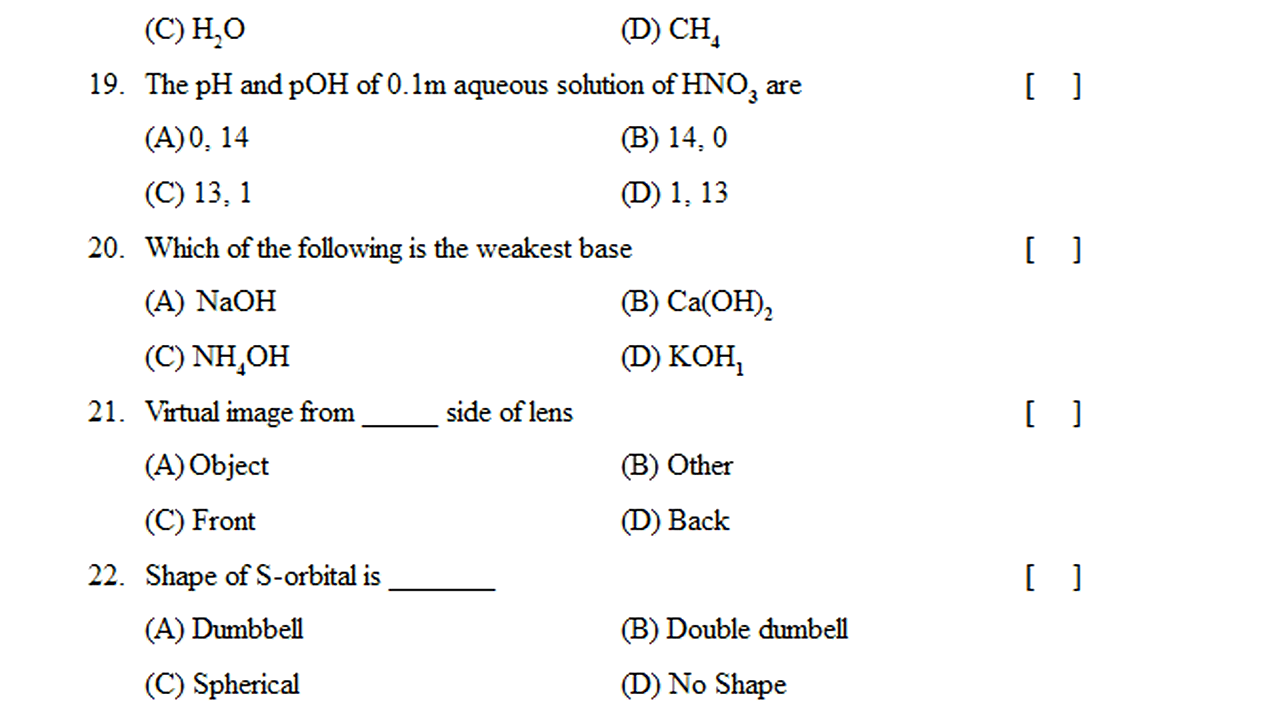 (C) H₂O (D) CH₄
19. The pH and pOH of 0.1m aqueous solution of HNO₃ are [ ]
(A) 0, 14 (B) 14, 0
(C) 13, 1 (D) 1, 13
20. Which of the following is the weakest base [ ]
(A) NaOH (B) Ca(OH)₂
(C) NH₄OH (D) KOH₁
21. Virtual image from _____ side of lens [ ]
(A) Object (B) Other
(C) Front (D) Back
22. Shape of S-orbital is _______ [ ]
(A) Dumbbell (B) Double dumbell
(C) Spherical (D) No Shape